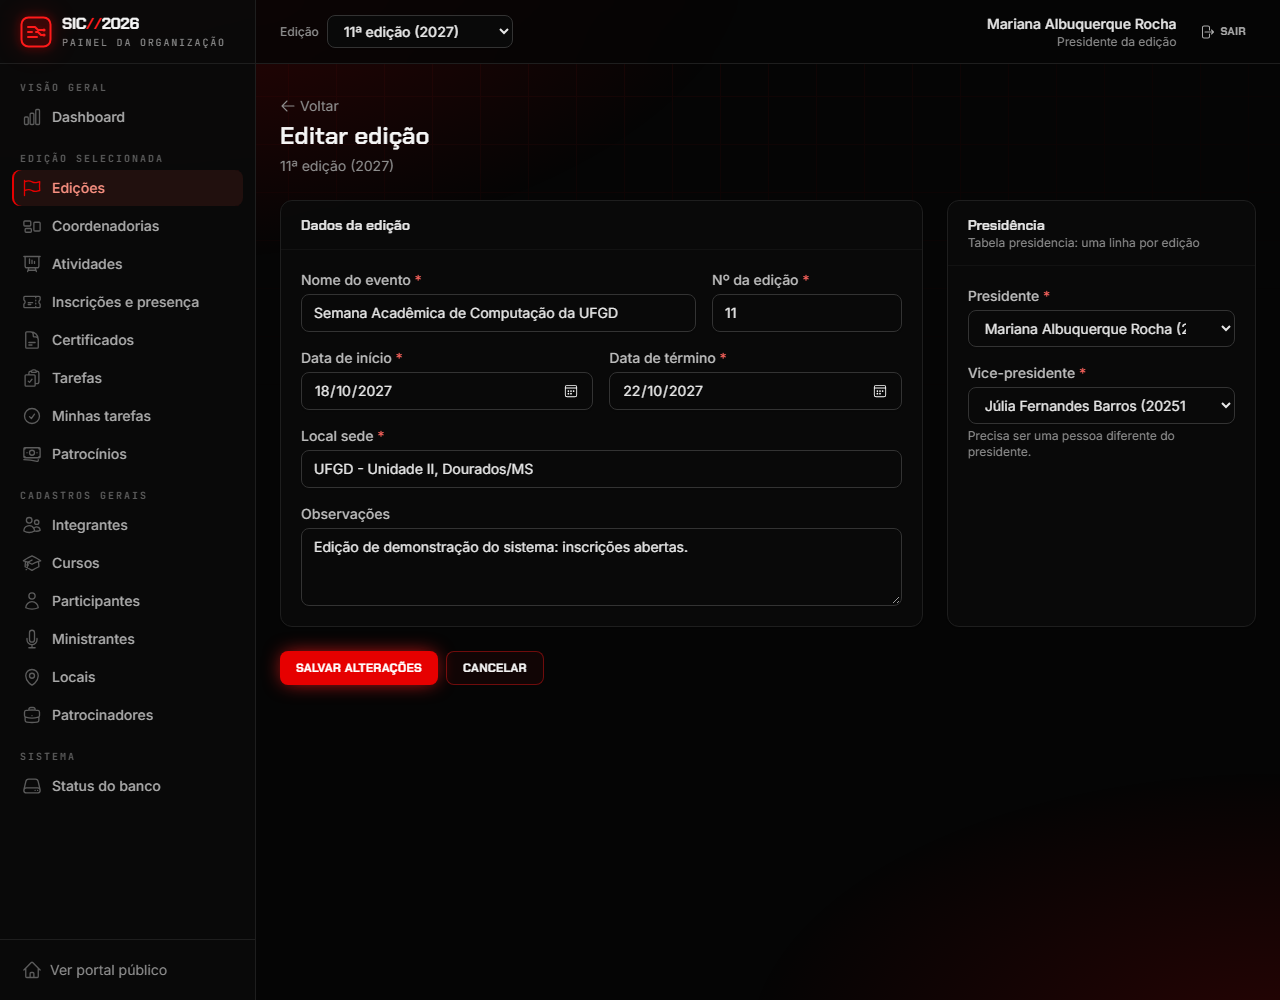 SIC//2026
PAINEL DA ORGANIZAÇÃO
Edição
11ª edição (2027)
Mariana Albuquerque Rocha
Presidente da edição
SAIR
VISÃO GERAL
Dashboard
EDIÇÃO SELECIONADA
Edições
Coordenadorias
Atividades
Inscrições e presença
Certificados
Tarefas
Minhas tarefas
Patrocínios
CADASTROS GERAIS
Integrantes
Cursos
Participantes
Ministrantes
Locais
Patrocinadores
SISTEMA
Status do banco
Ver portal público
Voltar
Editar edição
11ª edição (2027)
Dados da edição
Nome do evento *
Semana Acadêmica de Computação da UFGD
Nº da edição *
11
Data de início *
18/10/2027
Data de término *
22/10/2027
Local sede *
UFGD - Unidade II, Dourados/MS
Observações
Edição de demonstração do sistema: inscrições abertas.
Presidência
Tabela presidencia: uma linha por edição
Presidente *
Mariana Albuquerque Rocha (2
Vice-presidente *
Júlia Fernandes Barros (20251
Precisa ser uma pessoa diferente do
presidente.
SALVAR ALTERAÇÕES
CANCELAR